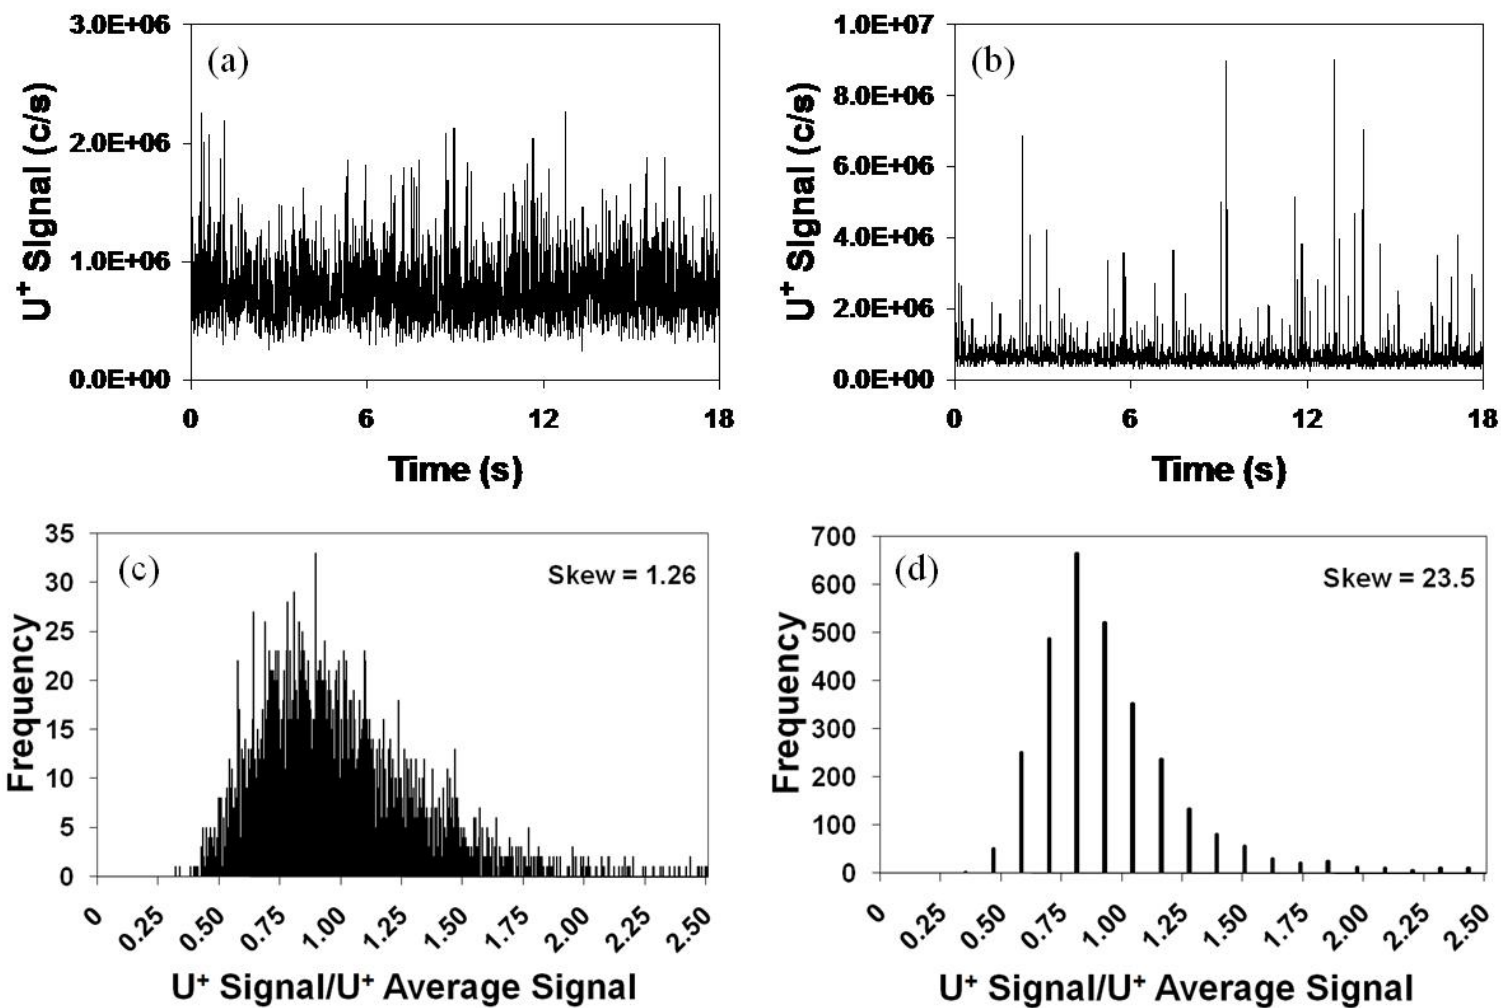 (a)
U⁺ Signal (c/s)
3.0E+06
2.0E+06
1.0E+06
0.0E+00
0 6 12 18
Time (s)
(b)
U⁺ Signal (c/s)
1.0E+07
8.0E+06
6.0E+06
4.0E+06
2.0E+06
0.0E+00
0 6 12 18
Time (s)
(c)
Skew = 1.26
Frequency
35
30
25
20
15
10
5
0
0 0.25 0.50 0.75 1.00 1.25 1.50 1.75 2.00 2.25 2.50
U⁺ Signal/U⁺ Average Signal
(d)
Skew = 23.5
Frequency
700
600
500
400
300
200
100
0
0 0.25 0.50 0.75 1.00 1.25 1.50 1.75 2.00 2.25 2.50
U⁺ Signal/U⁺ Average Signal